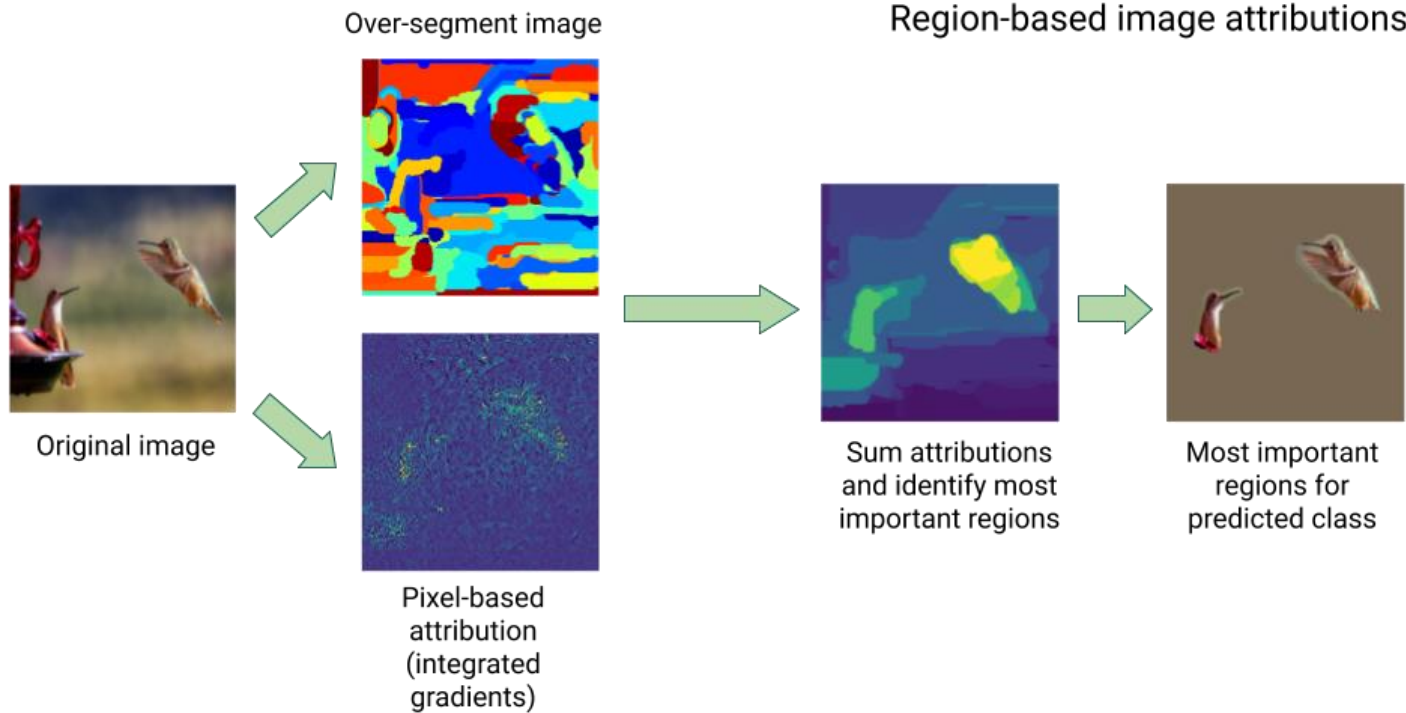 Region-based image attributions
Over-segment image
Original image
Pixel-based
attribution
(integrated
gradients)
Sum attributions
and identify most
important regions
Most important
regions for
predicted class